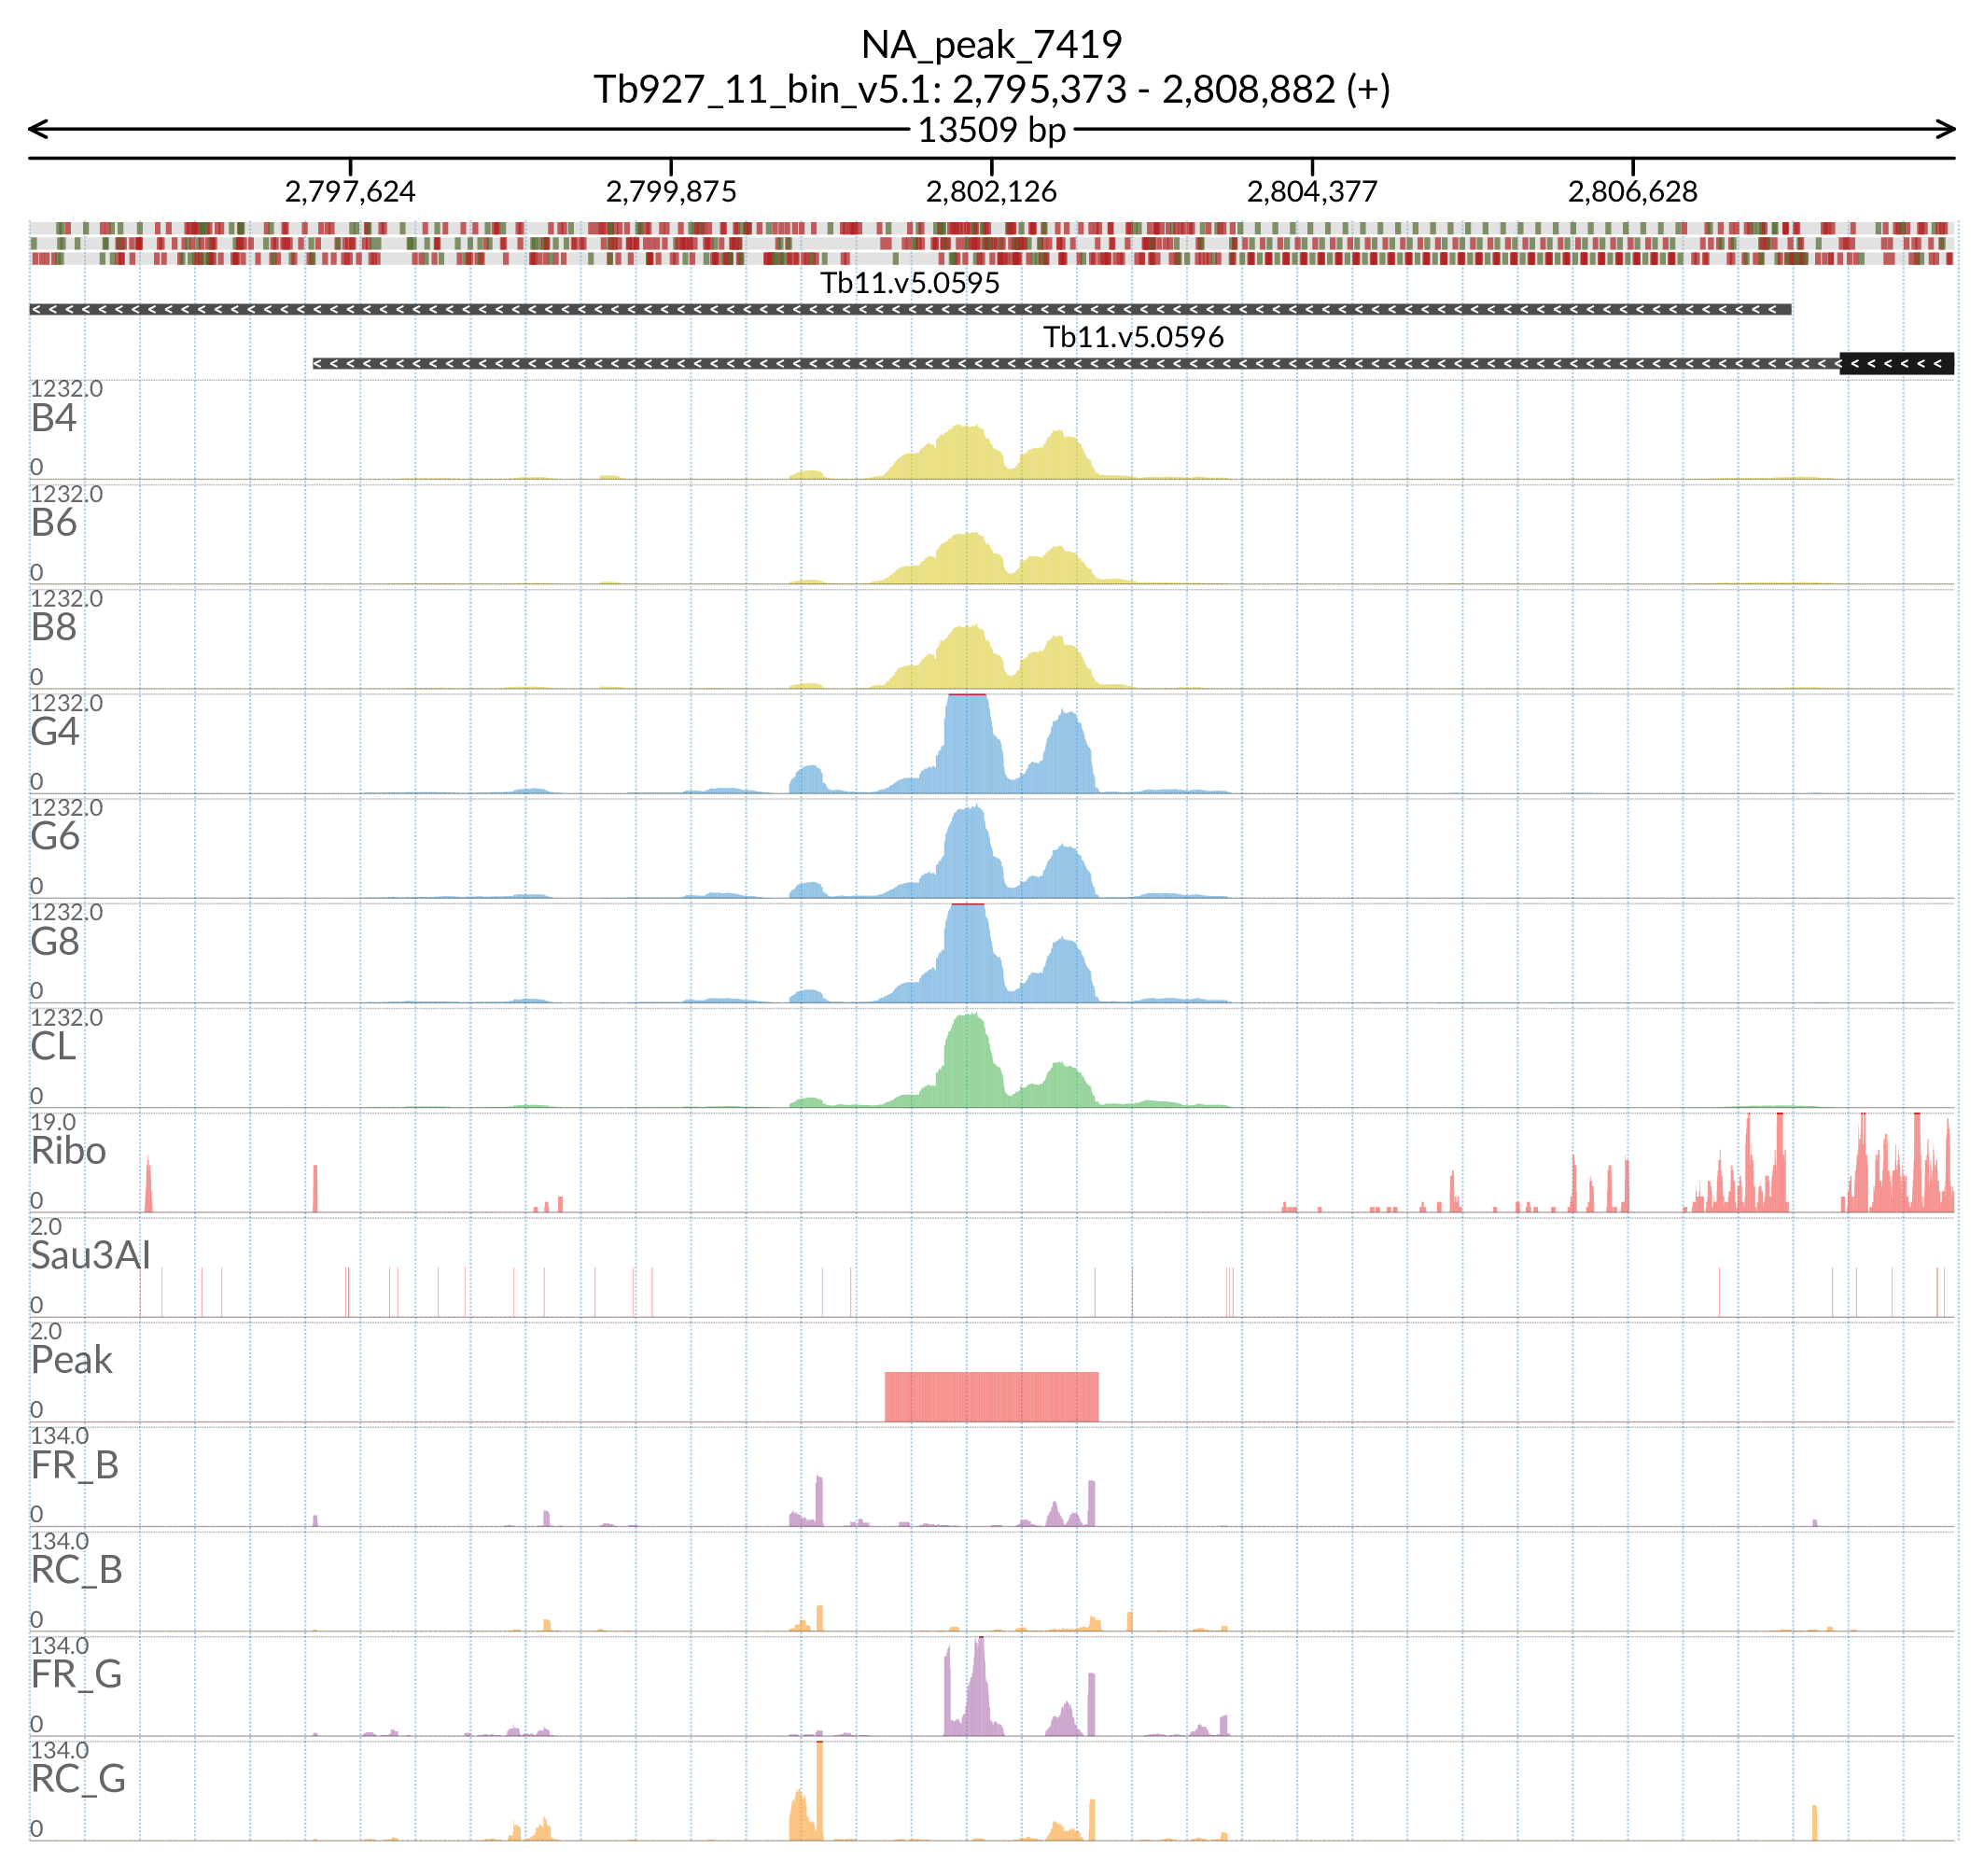 NA_peak_7419
Tb927_11_bin_v5.1: 2,795,373 - 2,808,882 (+)
13509 bp
2,797,624 2,799,875 2,802,126 2,804,377 2,806,628
Tb11.v5.0595
Tb11.v5.0596
1232.0
B4
0
1232.0
B6
0
1232.0
B8
0
1232.0
G4
0
1232.0
G6
0
1232.0
G8
0
1232.0
CL
0
19.0
Ribo
0
2.0
Sau3AI
0
2.0
Peak
0
134.0
FR_B
0
134.0
RC_B
0
134.0
FR_G
0
134.0
RC_G
0